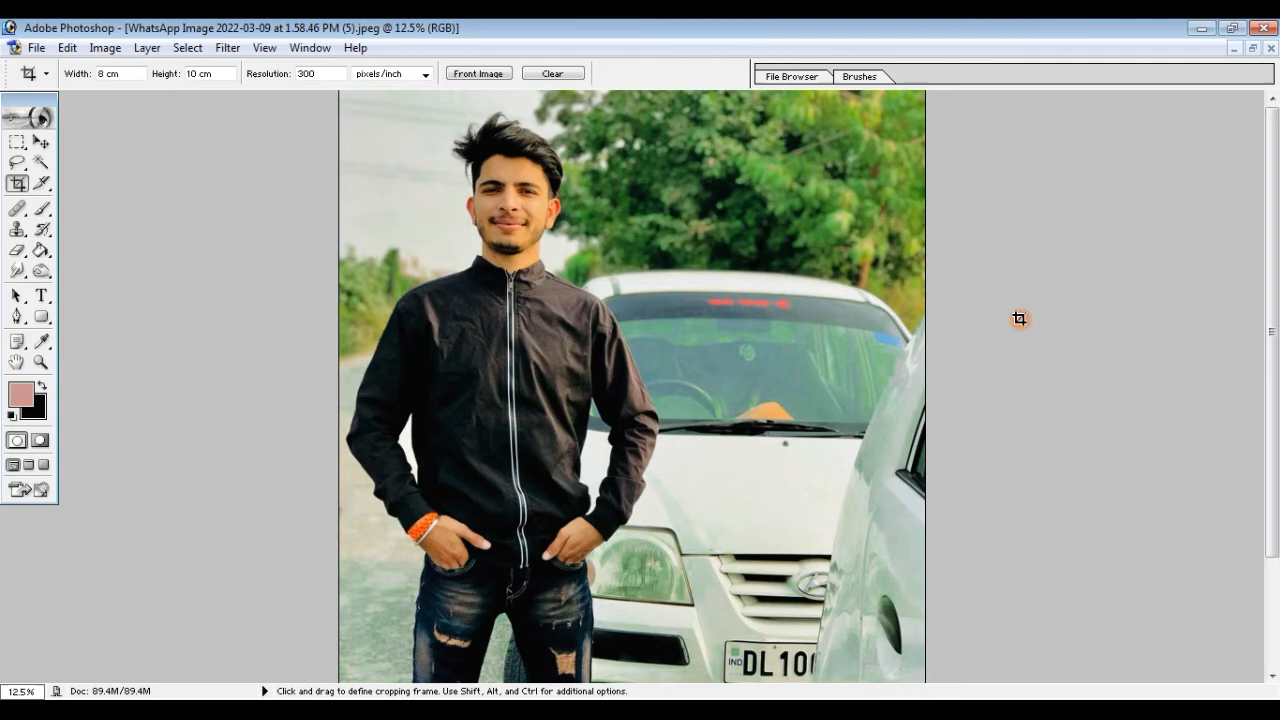 Adobe Photoshop - [WhatsApp Image 2022-03-09 at 1.58.46 PM (5).jpeg @ 12.5% (RGB)]
File Edit Image Layer Select Filter View Window Help
Width: 8 cm Height: 10 cm Resolution: 300 pixels/inch Front Image Clear File Browser Brushes
IND DL10
12.5% Doc: 89.4M/89.4M Click and drag to define cropping frame. Use Shift, Alt, and Ctrl for additional options.